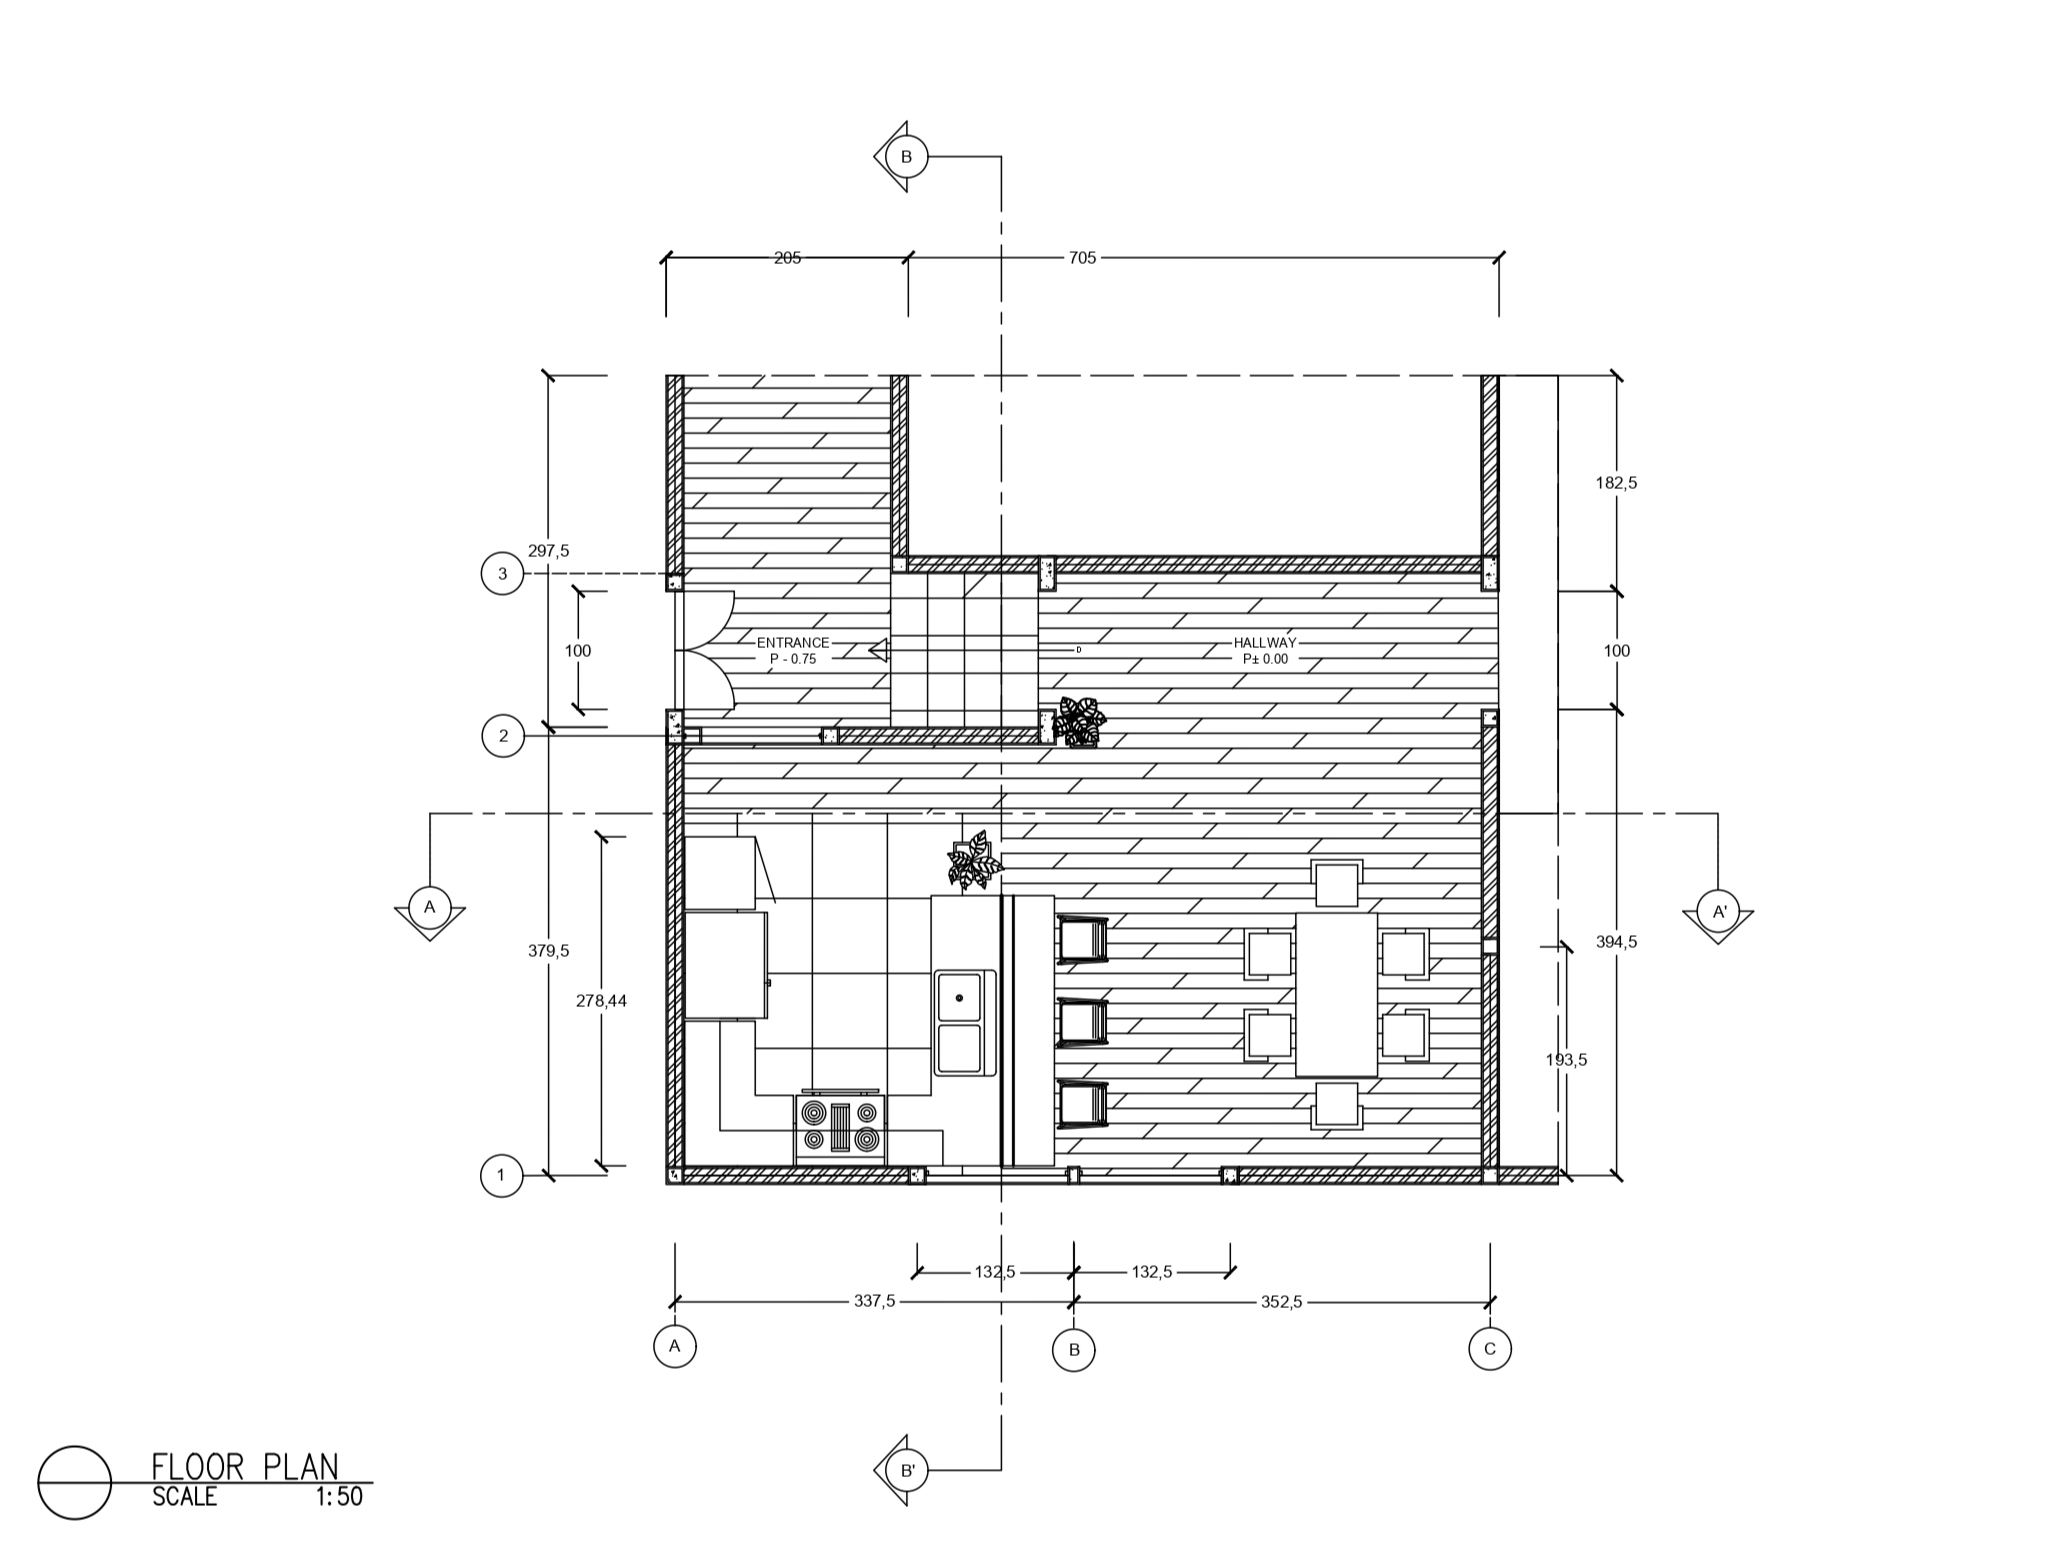 B
205
705
182,5
297,5
3
ENTRANCE
P - 0.75
D
HALLWAY
P± 0.00
100
100
2
A
A'
379,5
394,5
278,44
193,5
1
132,5
132,5
337,5
352,5
A
B
C
B'
FLOOR PLAN
SCALE 1:50